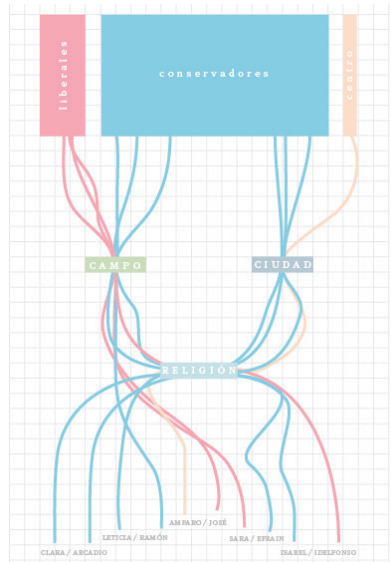 liberales
conservadores
centro
CAMPO
CIUDAD
RELIGIÓN
AMPARO / JOSÉ
LETICIA / RAMÓN
SARA / EFRAIN
CLARA / ARCADIO
ISABEL / IDELFONSO